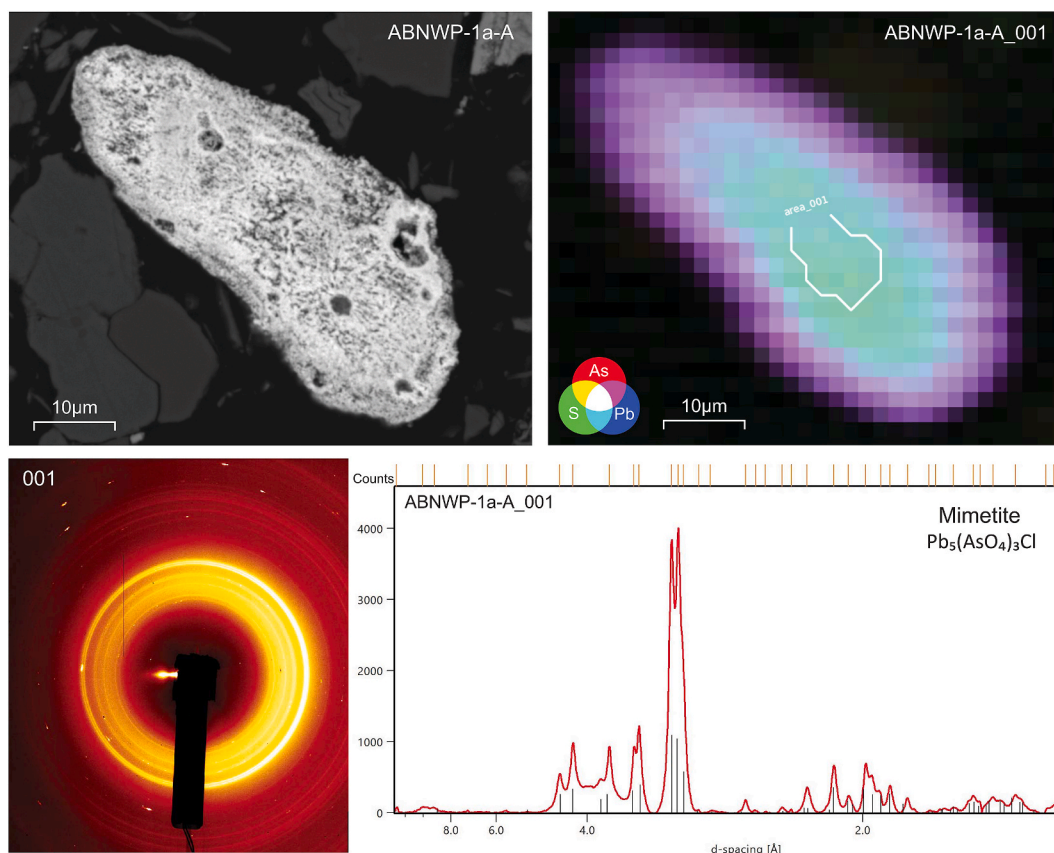 ABNWP-1a-A
10μm
ABNWP-1a-A_001
area_001
As
S
Pb
10μm
001
Counts
ABNWP-1a-A_001
Mimetite
Pb₅(AsO₄)₃Cl
4000
3000
2000
1000
0
8.0
6.0
4.0
2.0
d-spacing [Å]